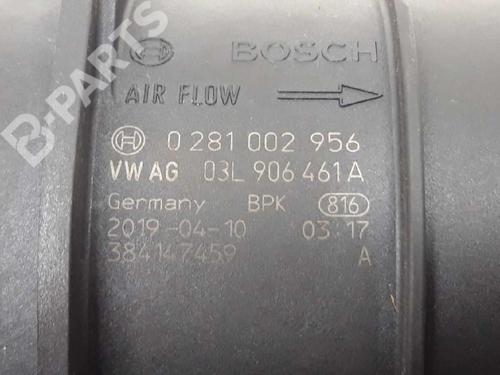 B-PARTS
BOSCH
AIR FLOW
0 281 002 956
VW AG 03L 906 461 A
Germany BPK 816
2019-04-10 03:17
384147459 A